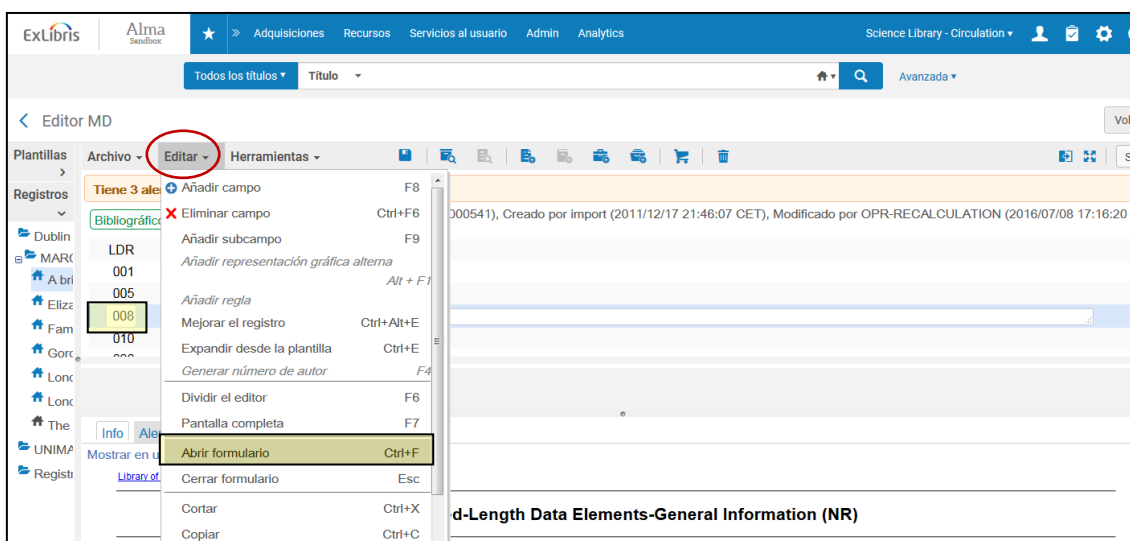 ExLibris Alma Sandbox ★ » Adquisiciones Recursos Servicios al usuario Admin Analytics Science Library - Circulation
Todos los títulos Título Avanzada
Editor MD Vol
Plantillas Archivo Editar Herramientas S
Registros Tiene 3 ale
Añadir campo F8
Bibliográfico 000541), Creado por import (2011/12/17 21:46:07 CET), Modificado por OPR-RECALCULATION (2016/07/08 17:16:20
Eliminar campo Ctrl+F6
Dublin
Añadir subcampo F9
LDR
MAR
Añadir representación gráfica alterna
Alt + F1
001
A bri
005
Añadir regla
Eliza
008
Mejorar el registro Ctrl+Alt+E
Fam
010
Expandir desde la plantilla Ctrl+E
Gord
Generar número de autor F4
Lond
Dividir el editor F6
Lond
Pantalla completa F7
The
Info Ale
UNIMA
Mostrar en u
Abrir formulario Ctrl+F
Registr
Library of
Cerrar formulario Esc
Cortar Ctrl+X
d-Length Data Elements-General Information (NR)
Copiar Ctrl+C